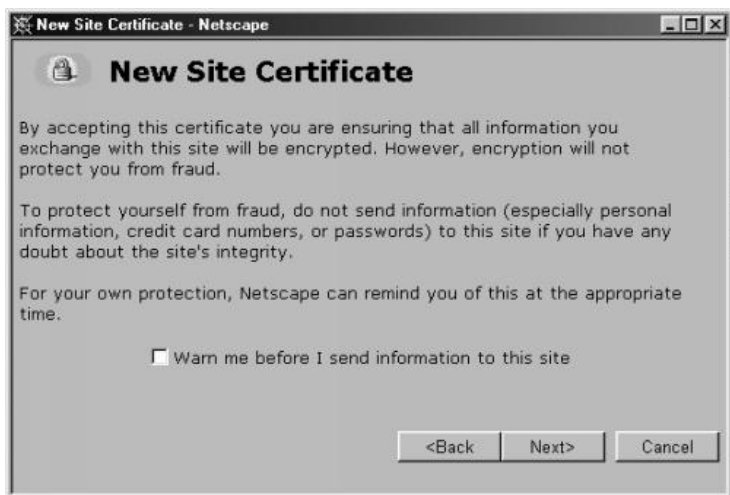 New Site Certificate - Netscape
New Site Certificate
By accepting this certificate you are ensuring that all information you
exchange with this site will be encrypted. However, encryption will not
protect you from fraud.
To protect yourself from fraud, do not send information (especially personal
information, credit card numbers, or passwords) to this site if you have any
doubt about the site's integrity.
For your own protection, Netscape can remind you of this at the appropriate
time.
Warn me before I send information to this site
<Back Next> Cancel